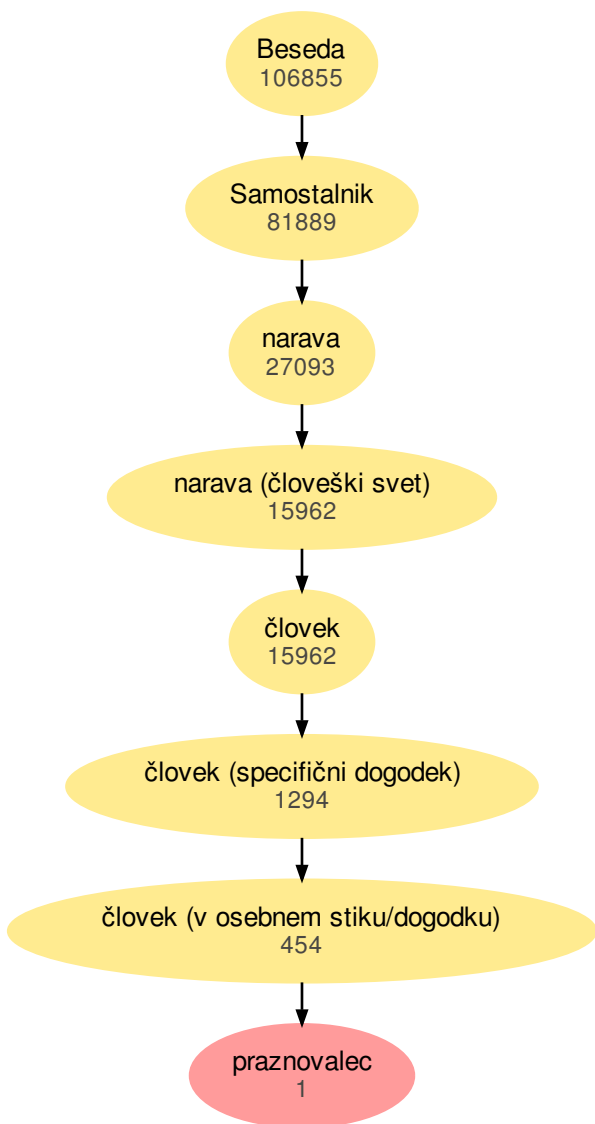 Beseda
106855
Samostalnik
81889
narava
27093
narava (človeški svet)
15962
človek
15962
človek (specifični dogodek)
1294
človek (v osebnem stiku/dogodku)
454
praznovalec
1